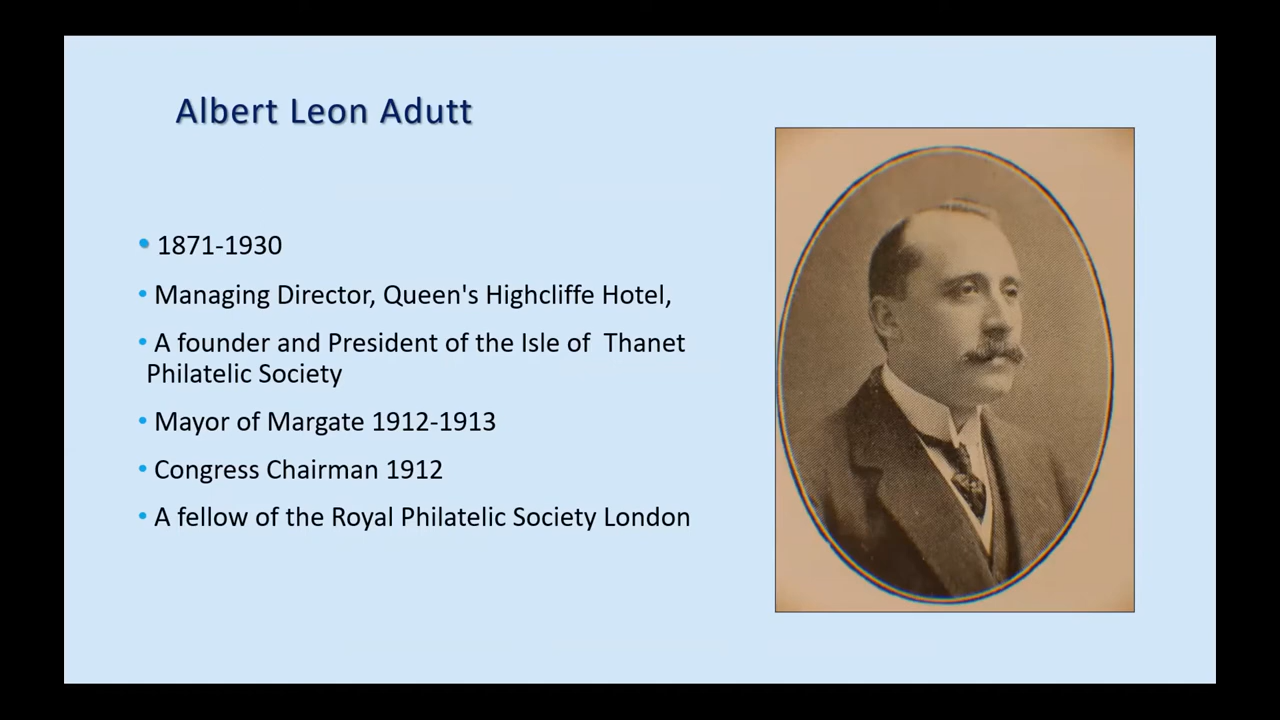 Albert Leon Adutt
• 1871-1930
• Managing Director, Queen's Highcliffe Hotel,
• A founder and President of the Isle of  Thanet
Philatelic Society
• Mayor of Margate 1912-1913
• Congress Chairman 1912
• A fellow of the Royal Philatelic Society London